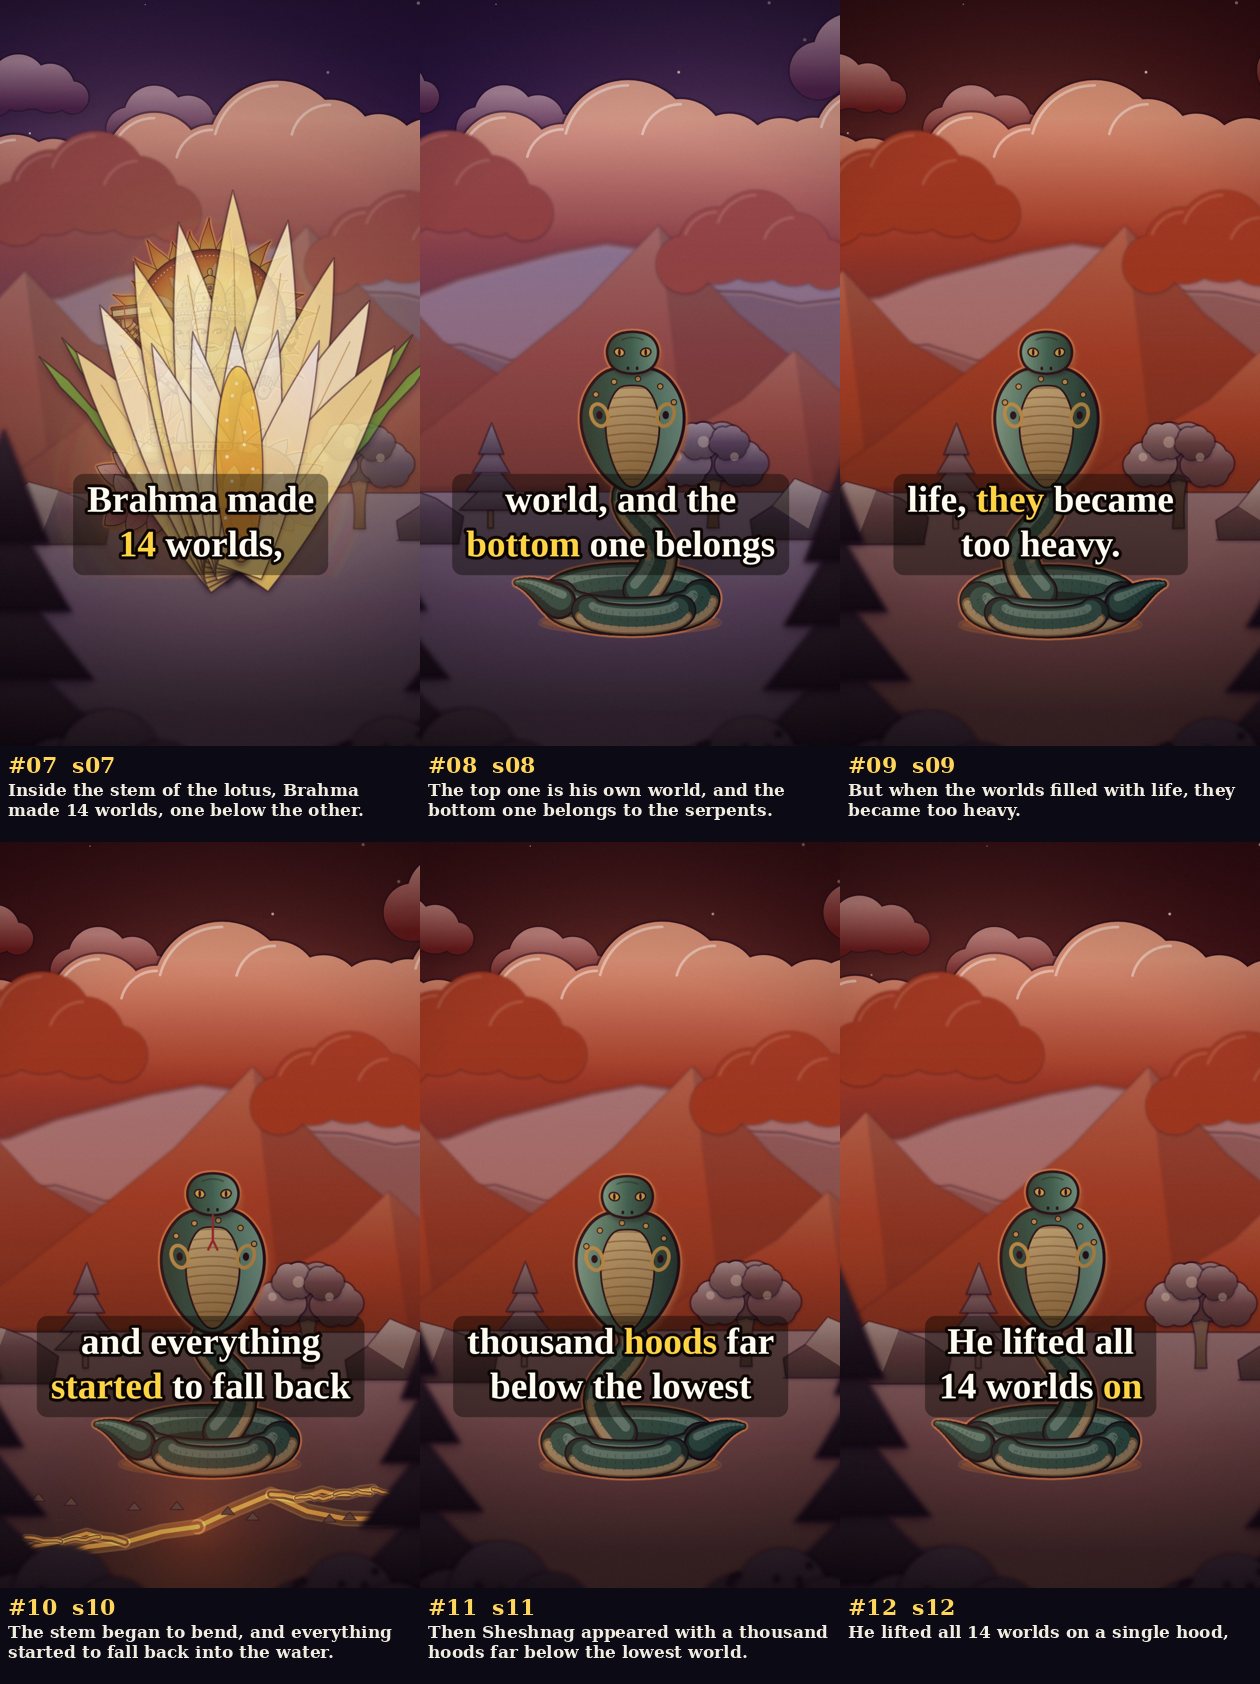 Brahma made
14 worlds,
world, and the
bottom one belongs
life, they became
too heavy.
#07 s07
Inside the stem of the lotus, Brahma
made 14 worlds, one below the other.
#08 s08
The top one is his own world, and the
bottom one belongs to the serpents.
#09 s09
But when the worlds filled with life, they
became too heavy.
and everything
started to fall back
thousand hoods far
below the lowest
He lifted all
14 worlds on
#10 s10
The stem began to bend, and everything
started to fall back into the water.
#11 s11
Then Sheshnag appeared with a thousand
hoods far below the lowest world.
#12 s12
He lifted all 14 worlds on a single hood,